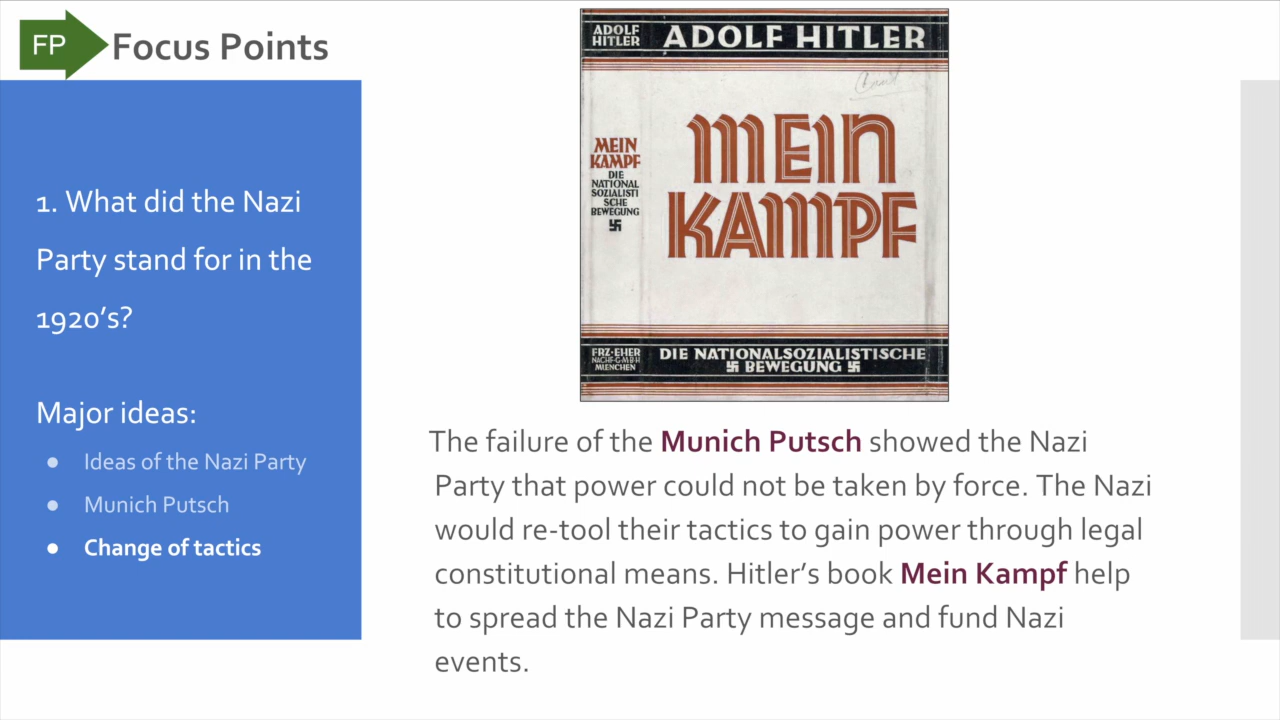 FP Focus Points
1. What did the Nazi
Party stand for in the
1920's?
Major ideas:
● Ideas of the Nazi Party
● Munich Putsch
● Change of tactics
ADOLF
HITLER
ADOLF HITLER
MEIN
KAMPF
DIE
NATIONAL
SOZIALISTI
SCHE
BEWEGUNG
MEIN
KAMPF
FRZ·EHER
NACHF·G·M·B·H
MUENCHEN
DIE NATIONALSOZIALISTISCHE
BEWEGUNG
The failure of the Munich Putsch showed the Nazi
Party that power could not be taken by force. The Nazi
would re-tool their tactics to gain power through legal
constitutional means. Hitler's book Mein Kampf help
to spread the Nazi Party message and fund Nazi
events.